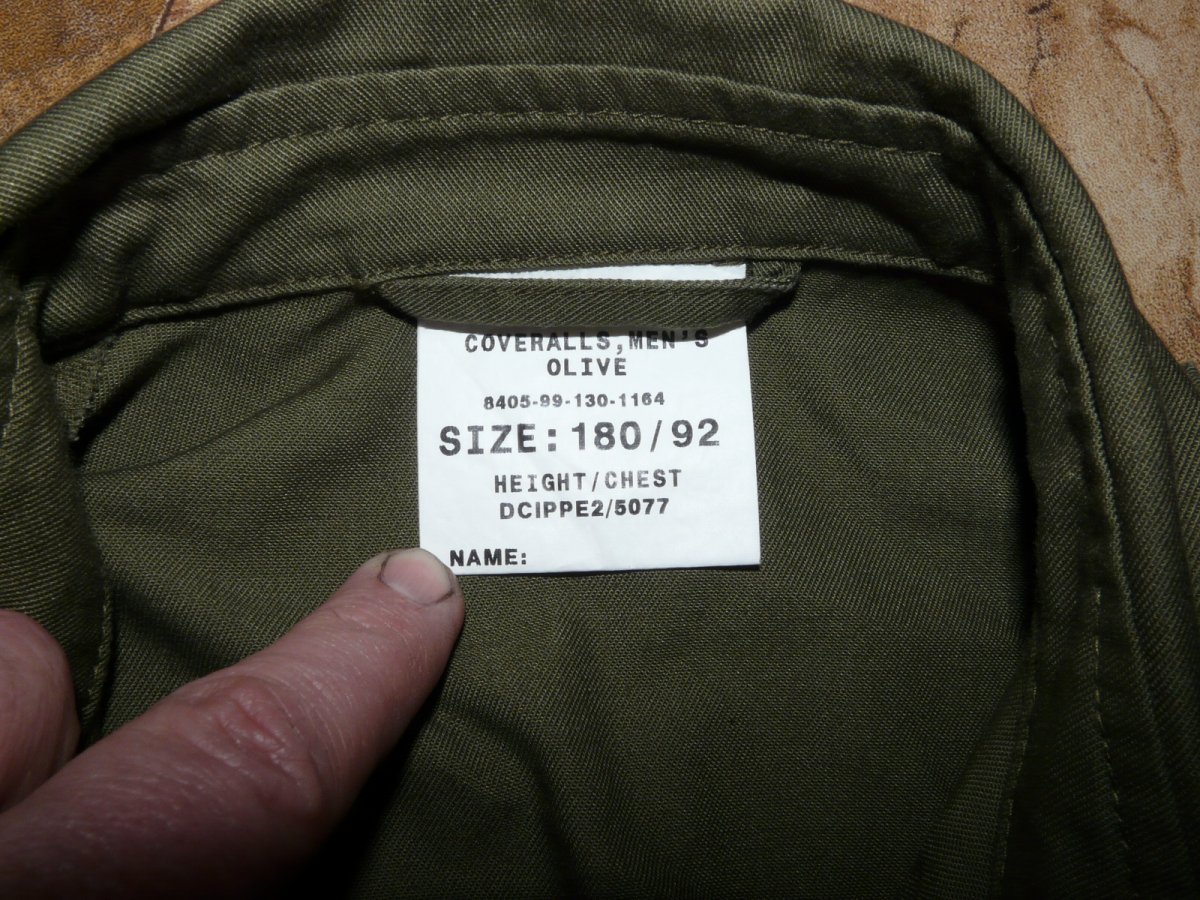 COVERALLS,MEN'S
OLIVE
8405-99-130-1164
SIZE: 180/92
HEIGHT/CHEST
DCIPPE2/5077
NAME: